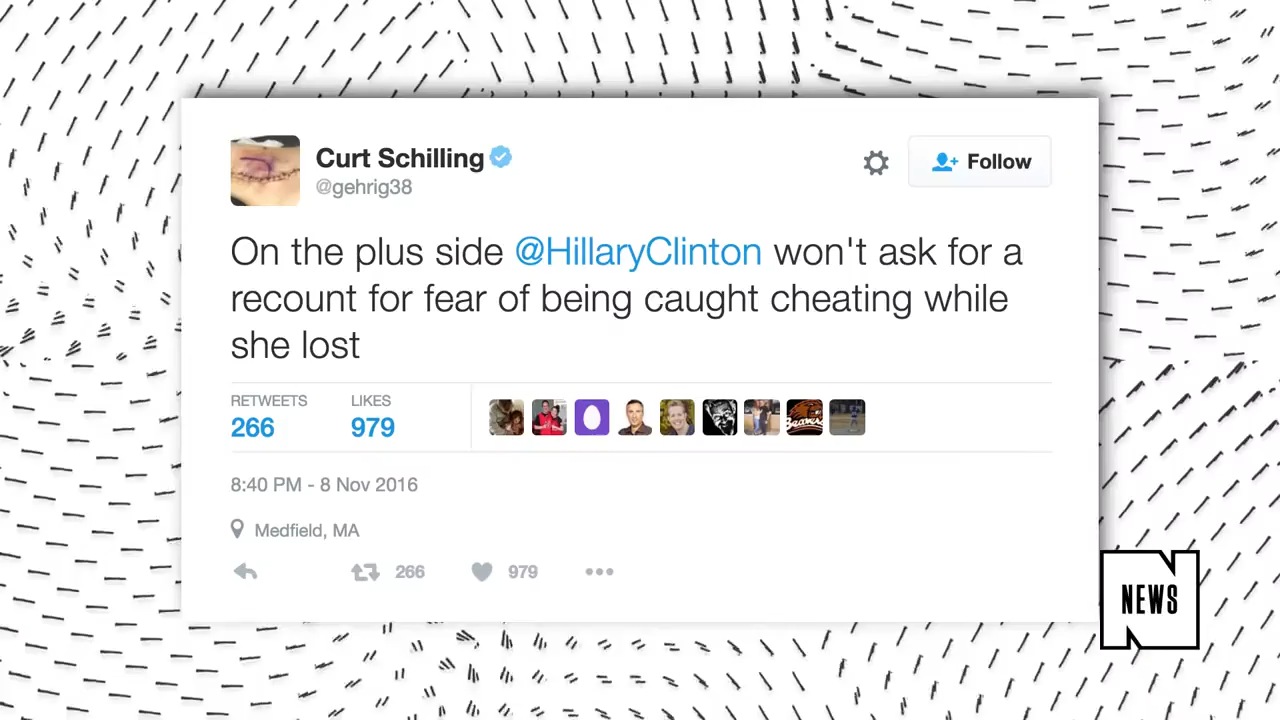 Curt Schilling
@gehrig38
Follow
On the plus side @HillaryClinton won't ask for a
recount for fear of being caught cheating while
she lost
RETWEETS LIKES
266 979
8:40 PM - 8 Nov 2016
Medfield, MA
266 979
NEWS